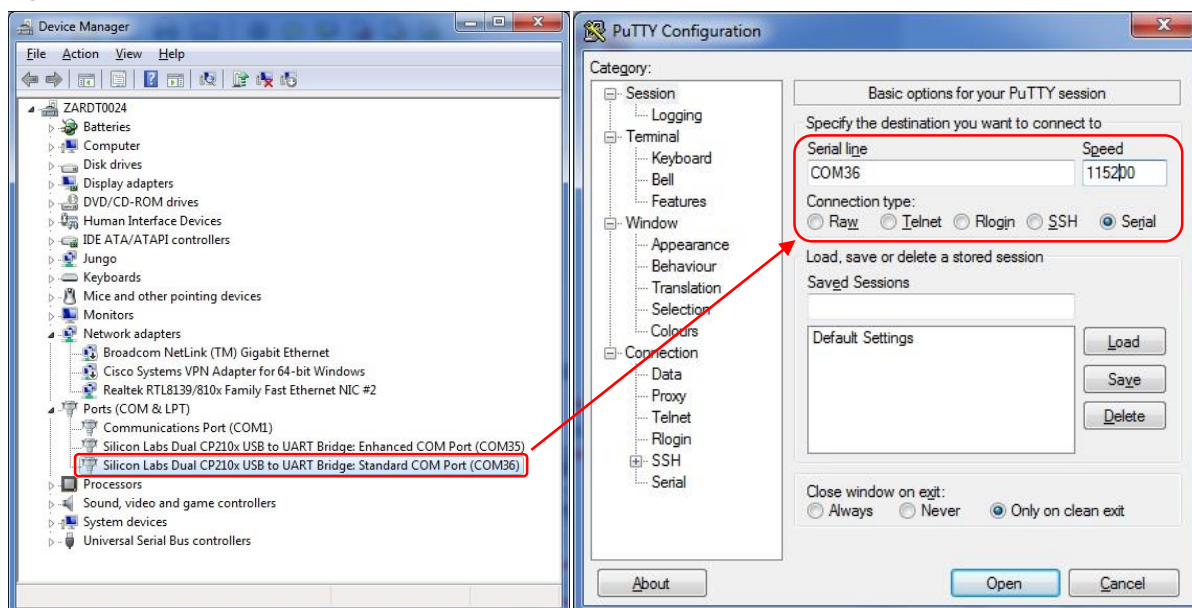 Device Manager
File Action View Help
ZARDT0024
Batteries
Computer
Disk drives
Display adapters
DVD/CD-ROM drives
Human Interface Devices
IDE ATA/ATAPI controllers
Jungo
Keyboards
Mice and other pointing devices
Monitors
Network adapters
Broadcom NetLink (TM) Gigabit Ethernet
Cisco Systems VPN Adapter for 64-bit Windows
Realtek RTL8139/810x Family Fast Ethernet NIC #2
Ports (COM & LPT)
Communications Port (COM1)
Silicon Labs Dual CP210x USB to UART Bridge: Enhanced COM Port (COM35)
Silicon Labs Dual CP210x USB to UART Bridge: Standard COM Port (COM36)
Processors
Sound, video and game controllers
System devices
Universal Serial Bus controllers
PuTTY Configuration
Category:
Session
Logging
Terminal
Keyboard
Bell
Features
Window
Appearance
Behaviour
Translation
Selection
Colours
Connection
Data
Proxy
Telnet
Rlogin
SSH
Serial
Basic options for your PuTTY session
Specify the destination you want to connect to
Serial line Speed
COM36 115200
Connection type:
Raw Telnet Rlogin SSH Serial
Load, save or delete a stored session
Saved Sessions
Default Settings
Load
Save
Delete
Close window on exit:
Always Never Only on clean exit
About Open Cancel